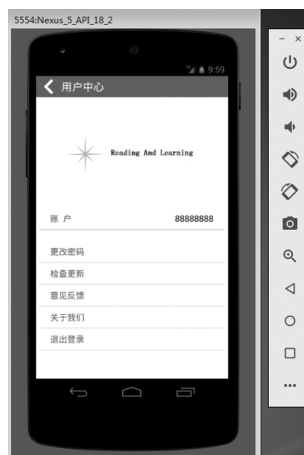 5554:Nexus_5_API_18_2
9:59
用户中心
Reading And Learning
账 户 88888888
更改密码
检查更新
意见反馈
关于我们
退出登录